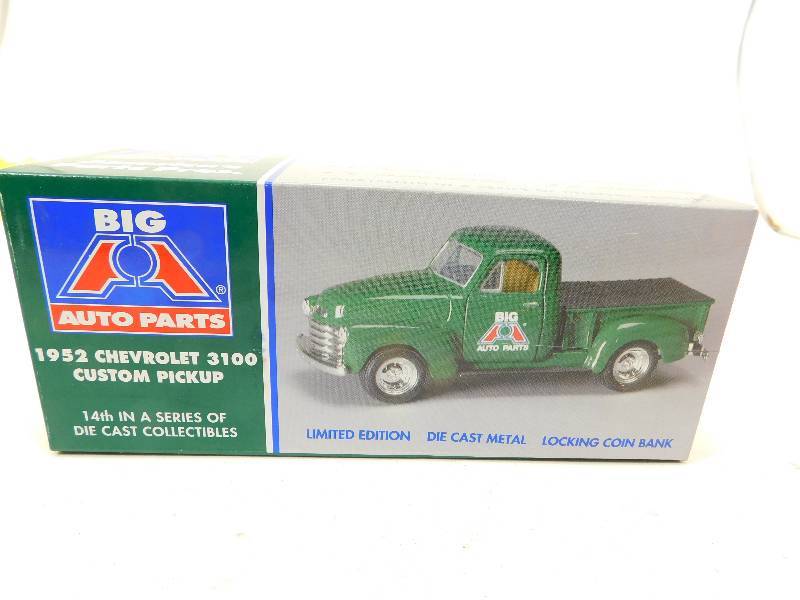 BIG
AUTO PARTS
®
1952 CHEVROLET 3100
CUSTOM PICKUP
14th IN A SERIES OF
DIE CAST COLLECTIBLES
BIG
AUTO PARTS
LIMITED EDITION DIE CAST METAL LOCKING COIN BANK